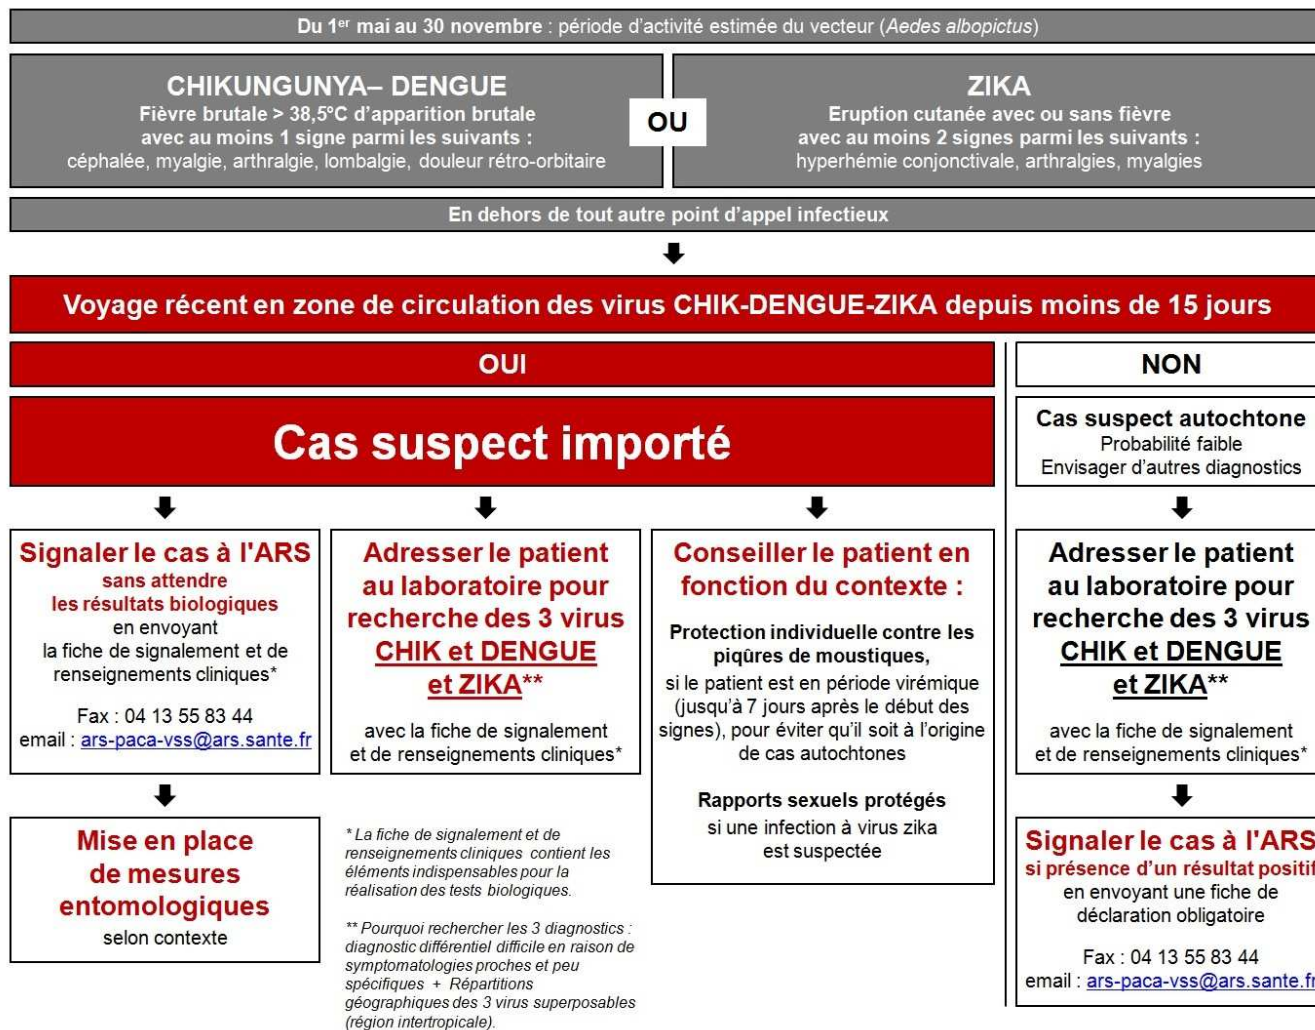 Du 1er mai au 30 novembre : période d'activité estimée du vecteur (Aedes albopictus)
CHIKUNGUNYA– DENGUE
Fièvre brutale > 38,5°C d'apparition brutale
avec au moins 1 signe parmi les suivants :
céphalée, myalgie, arthralgie, lombalgie, douleur rétro-orbitaire
OU
ZIKA
Eruption cutanée avec ou sans fièvre
avec au moins 2 signes parmi les suivants :
hyperhémie conjonctivale, arthralgies, myalgies
En dehors de tout autre point d'appel infectieux
Voyage récent en zone de circulation des virus CHIK-DENGUE-ZIKA depuis moins de 15 jours
OUI
Cas suspect importé
Signaler le cas à l'ARS
sans attendre
les résultats biologiques
en envoyant
la fiche de signalement et de
renseignements cliniques*
Fax : 04 13 55 83 44
email : ars-paca-vss@ars.sante.fr
Mise en place
de mesures
entomologiques
selon contexte
Adresser le patient
au laboratoire pour
recherche des 3 virus
CHIK et DENGUE
et ZIKA**
avec la fiche de signalement
et de renseignements cliniques*
* La fiche de signalement et de
renseignements cliniques contient les
éléments indispensables pour la
réalisation des tests biologiques.
** Pourquoi rechercher les 3 diagnostics :
diagnostic différentiel difficile en raison de
symptomatologies proches et peu
spécifiques + Répartitions
géographiques des 3 virus superposables
(région intertropicale).
Conseiller le patient en
fonction du contexte :
Protection individuelle contre les
piqûres de moustiques,
si le patient est en période virémique
(jusqu'à 7 jours après le début des
signes), pour éviter qu'il soit à l'origine
de cas autochtones
Rapports sexuels protégés
si une infection à virus zika
est suspectée
NON
Cas suspect autochtone
Probabilité faible
Envisager d'autres diagnostics
Adresser le patient
au laboratoire pour
recherche des 3 virus
CHIK et DENGUE
et ZIKA**
avec la fiche de signalement
et de renseignements cliniques*
Signaler le cas à l'ARS
si présence d'un résultat positif
en envoyant une fiche de
déclaration obligatoire
Fax : 04 13 55 83 44
email : ars-paca-vss@ars.sante.fr